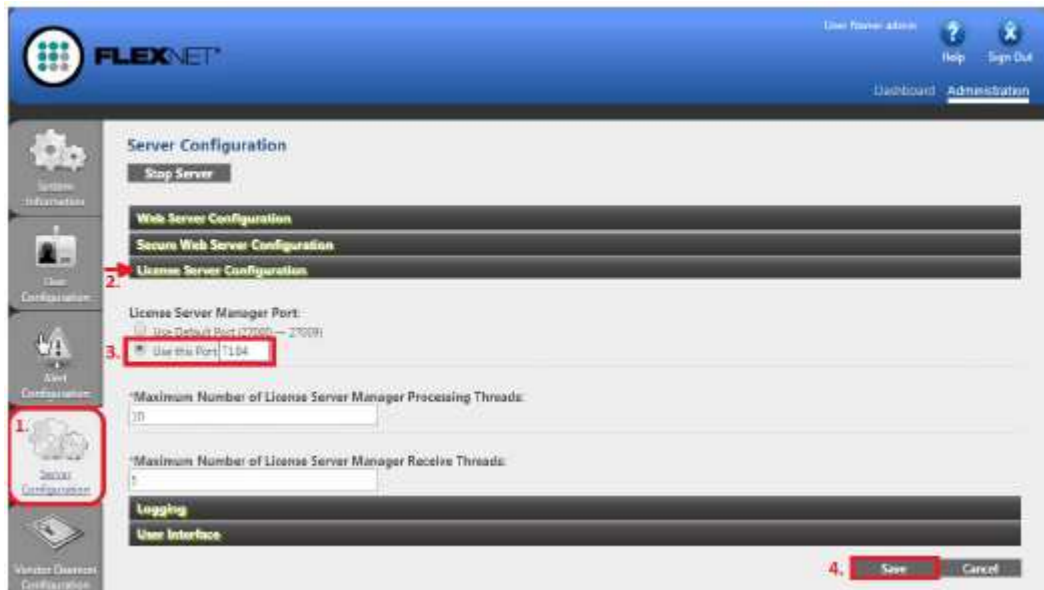 User Name: admin
Help
Sign Out
FLEXNET
Dashboard
Administration
System
Information
User
Configuration
Alert
Configuration
1.
Server
Configuration
Vendor Daemon
Configuration
Server Configuration
Stop Server
Web Server Configuration
Secure Web Server Configuration
2.
License Server Configuration
License Server Manager Port:
Use Default Port (27000 — 27009)
3.
Use this Port 7184
*Maximum Number of License Server Manager Processing Threads:
10
*Maximum Number of License Server Manager Receive Threads:
5
Logging
User Interface
4.
Save
Cancel